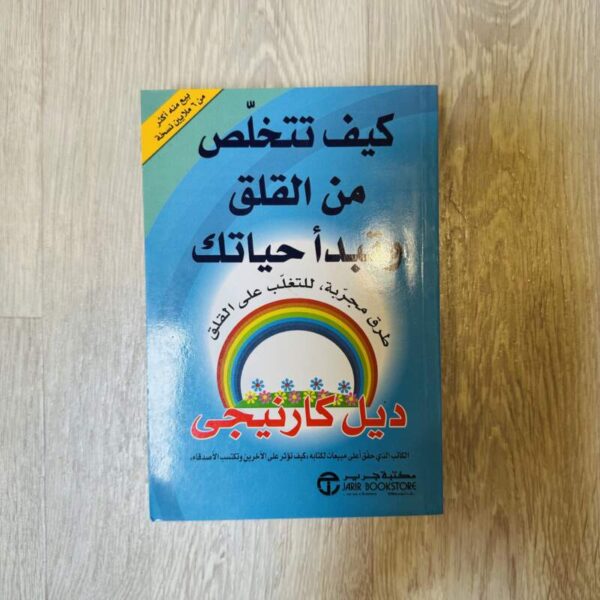 بيع منه أكثر
من ٦ ملايين نسخة
كيف تتخلّص
من القلق
وتبدأ حياتك
طرق مجرّبة، للتغلّب على القلق
ديل كارنيجى
الكاتب الذي حقق أعلى مبيعات لكتابه «كيف تؤثر على الآخرين وتكتسب الأصدقاء»
مكتبة جرير
JARIR BOOKSTORE